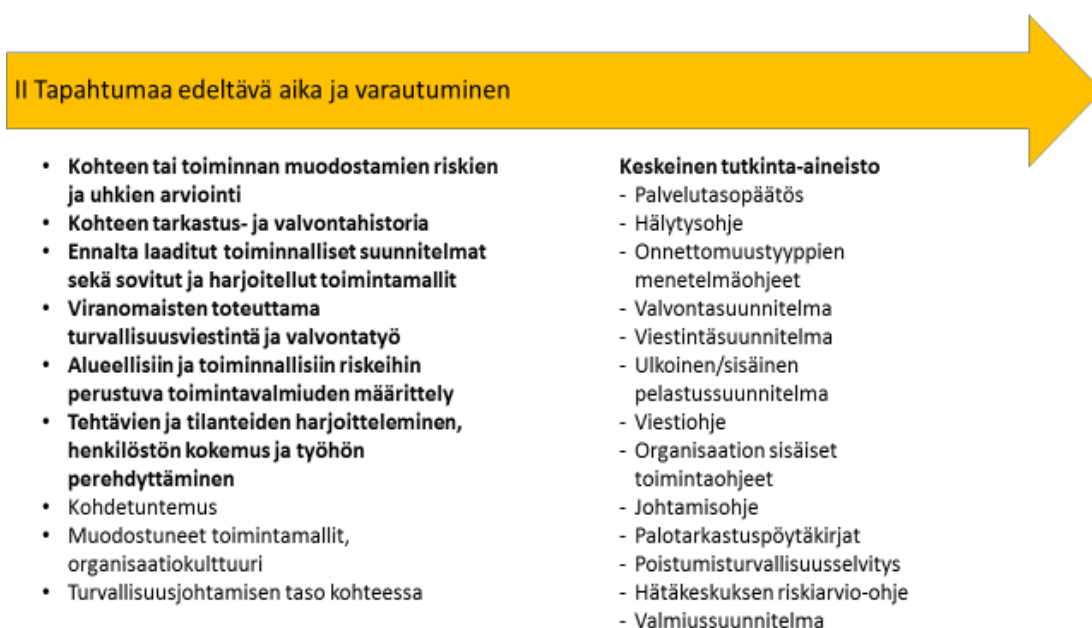 II Tapahtumaa edeltävä aika ja varautuminen
• Kohteen tai toiminnan muodostamien riskien
ja uhkien arviointi
• Kohteen tarkastus- ja valvontahistoria
• Ennalta laaditut toiminnalliset suunnitelmat
sekä sovitut ja harjoitellut toimintamallit
• Viranomaisten toteuttama
turvallisuusviestintä ja valvontatyö
• Alueellisiin ja toiminnallisiin riskeihin
perustuva toimintavalmiuden määrittely
• Tehtävien ja tilanteiden harjoitteleminen,
henkilöstön kokemus ja työhön
perehdyttäminen
• Kohdetuntemus
• Muodostuneet toimintamallit,
organisaatiokulttuuri
• Turvallisuusjohtamisen taso kohteessa
Keskeinen tutkinta-aineisto
- Palvelutasopäätös
- Hälytysohje
- Onnettomuustyyppien
menetelmäohjeet
- Valvontasuunnitelma
- Viestintäsuunnitelma
- Ulkoinen/sisäinen
pelastussuunnitelma
- Viestiohje
- Organisaation sisäiset
toimintaohjeet
- Johtamisohje
- Palotarkastuspöytäkirjat
- Poistumisturvallisuusselvitys
- Hätäkeskuksen riskiarvio-ohje
- Valmiussuunnitelma